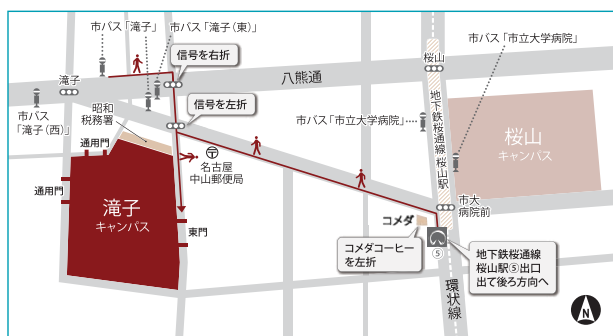 市バス「滝子」
市バス「滝子（東）」
信号を右折
滝子
八熊通
桜山
市バス「市立大学病院」
市バス
「滝子（西）」
昭和
税務署
信号を左折
市バス「市立大学病院」
地下鉄桜通線 桜山駅
桜山
キャンパス
通用門
名古屋
中山郵便局
通用門
滝子
キャンパス
東門
市大
病院前
コメダ
コメダコーヒー
を左折
⑤
地下鉄桜通線
桜山駅⑤出口
出て後ろ方向へ
環状線
N